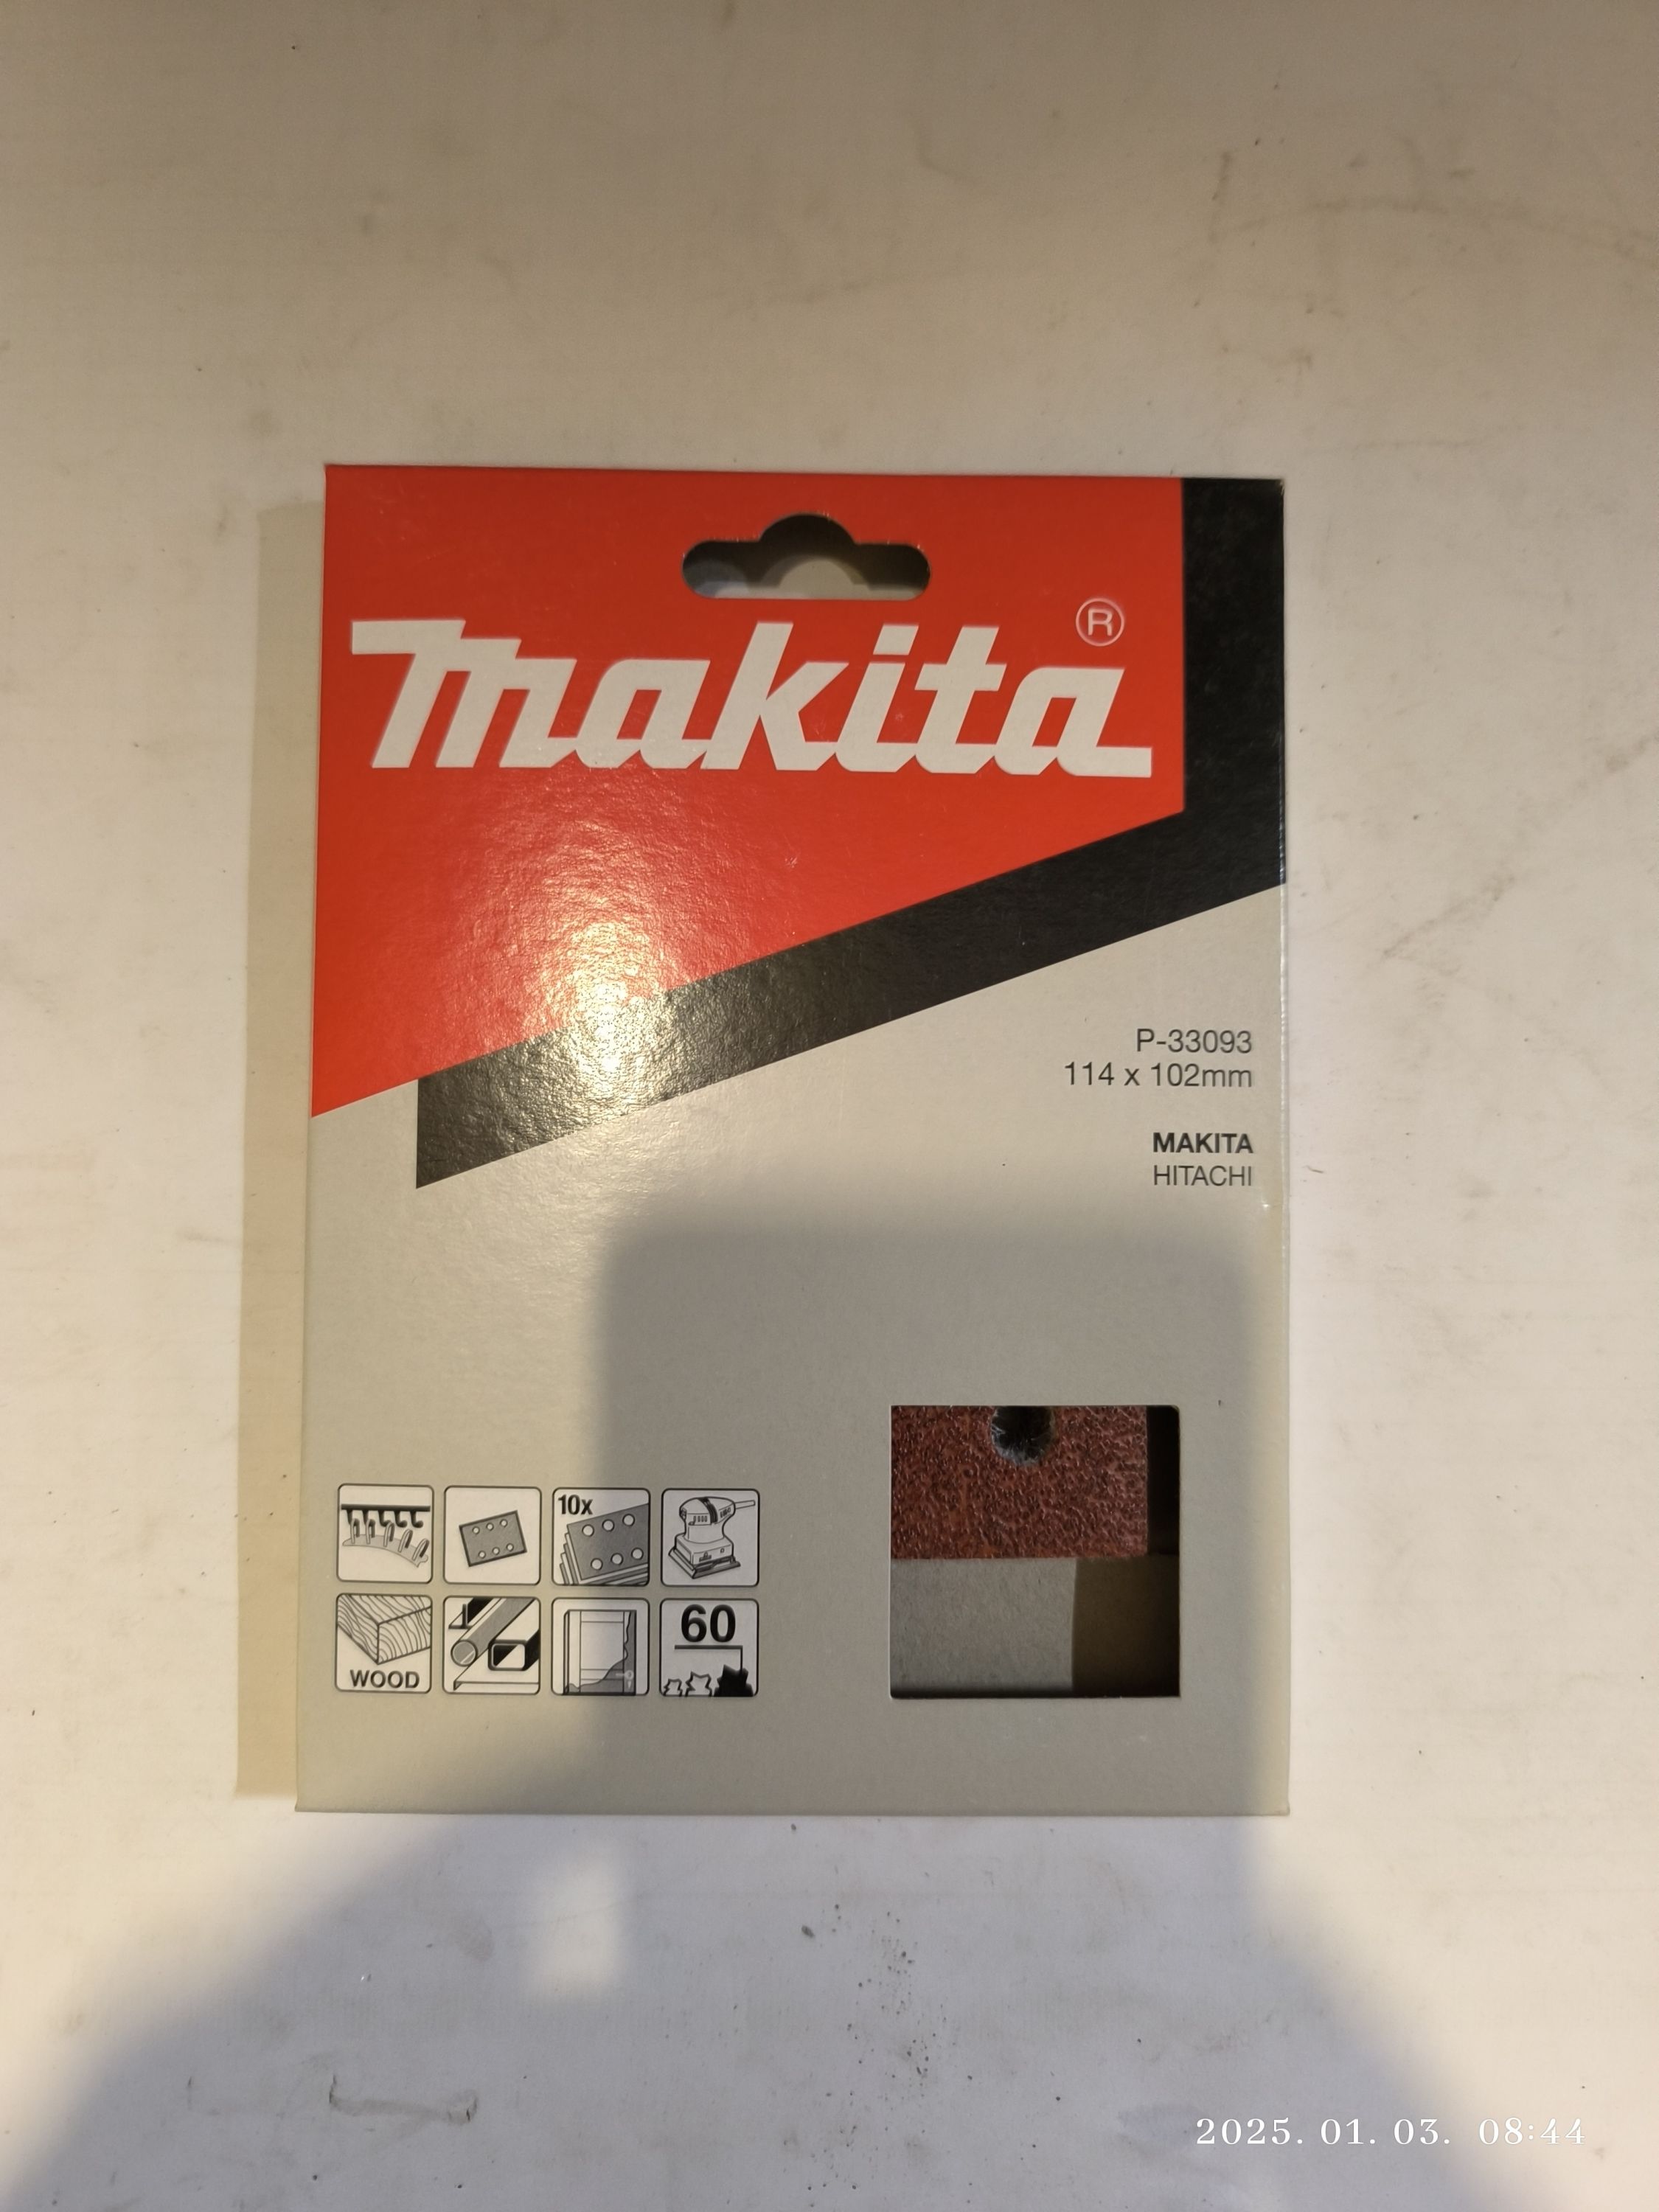 makita®
P-33093
114 x 102mm
MAKITA
HITACHI
10x
WOOD
60
2025. 01. 03. 08:44